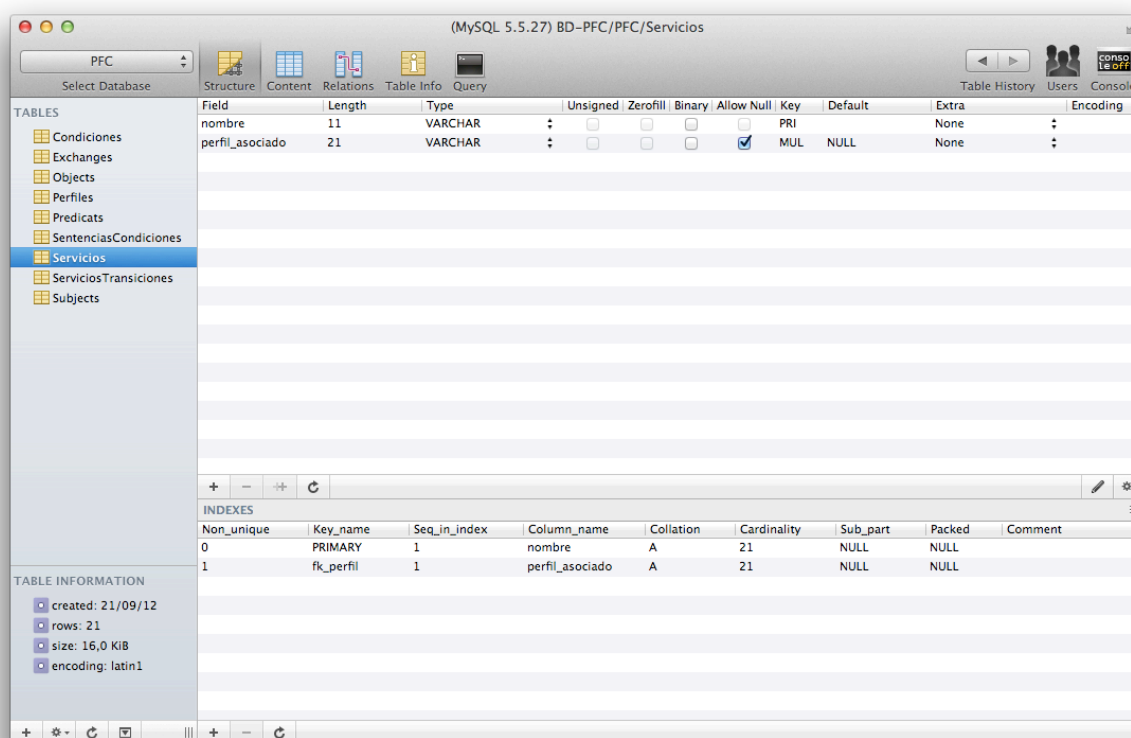 (MySQL 5.5.27) BD-PFC/PFC/Servicios
PFC
Select Database
Structure Content Relations Table Info Query
Table History Users Console
conso
le off
TABLES
Condiciones
Exchanges
Objects
Perfiles
Predicats
SentenciasCondiciones
Servicios
ServiciosTransiciones
Subjects
Field Length Type Unsigned Zerofill Binary Allow Null Key Default Extra Encoding
nombre 11 VARCHAR PRI None
perfil_asociado 21 VARCHAR MUL NULL None
INDEXES
Non_unique Key_name Seq_in_index Column_name Collation Cardinality Sub_part Packed Comment
0 PRIMARY 1 nombre A 21 NULL NULL
1 fk_perfil 1 perfil_asociado A 21 NULL NULL
TABLE INFORMATION
created: 21/09/12
rows: 21
size: 16,0 KiB
encoding: latin1